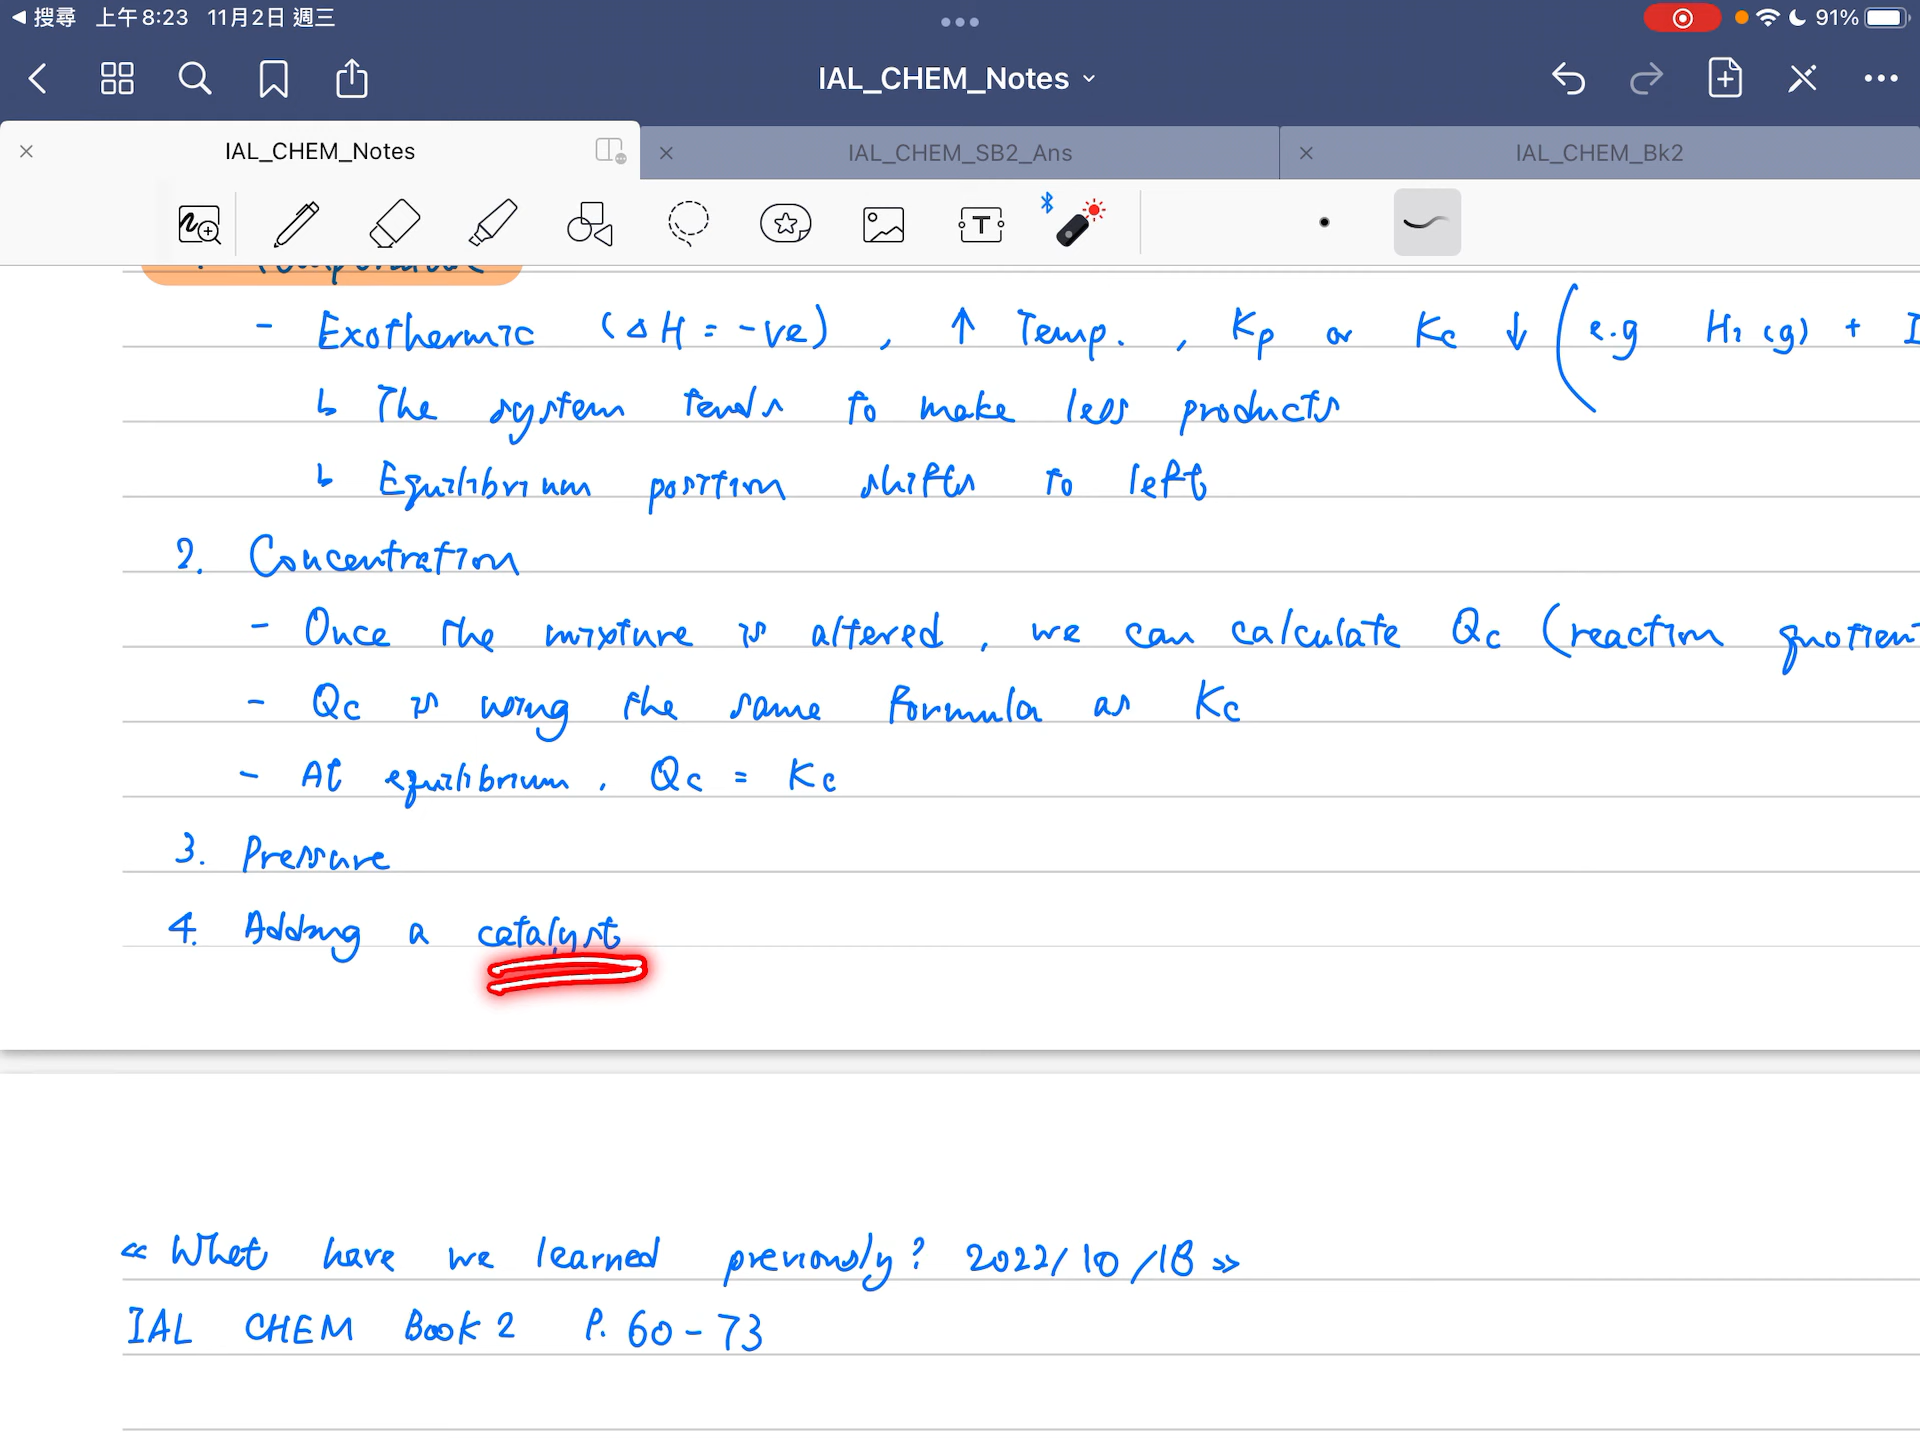 搜尋 上午8:23 11月2日 週三
91%
IAL_CHEM_Notes
IAL_CHEM_Notes
IAL_CHEM_SB2_Ans
IAL_CHEM_Bk2
T
- Exothermic (ΔH = -ve) , ↑ Temp. , Kp or Kc ↓ (e.g H₂ (g) + I
↳ The system tends to make less products
↳ Equilibrium position shifts to left
2. Concentration
- Once the mixture is altered, we can calculate Qc (reaction quotient
- Qc is using the same formula as Kc
- At equilibrium, Qc = Kc
3. Pressure
4. Adding a catalyst
« What have we learned previously? 2022/10/18 »
IAL CHEM Book 2 P. 60 - 73